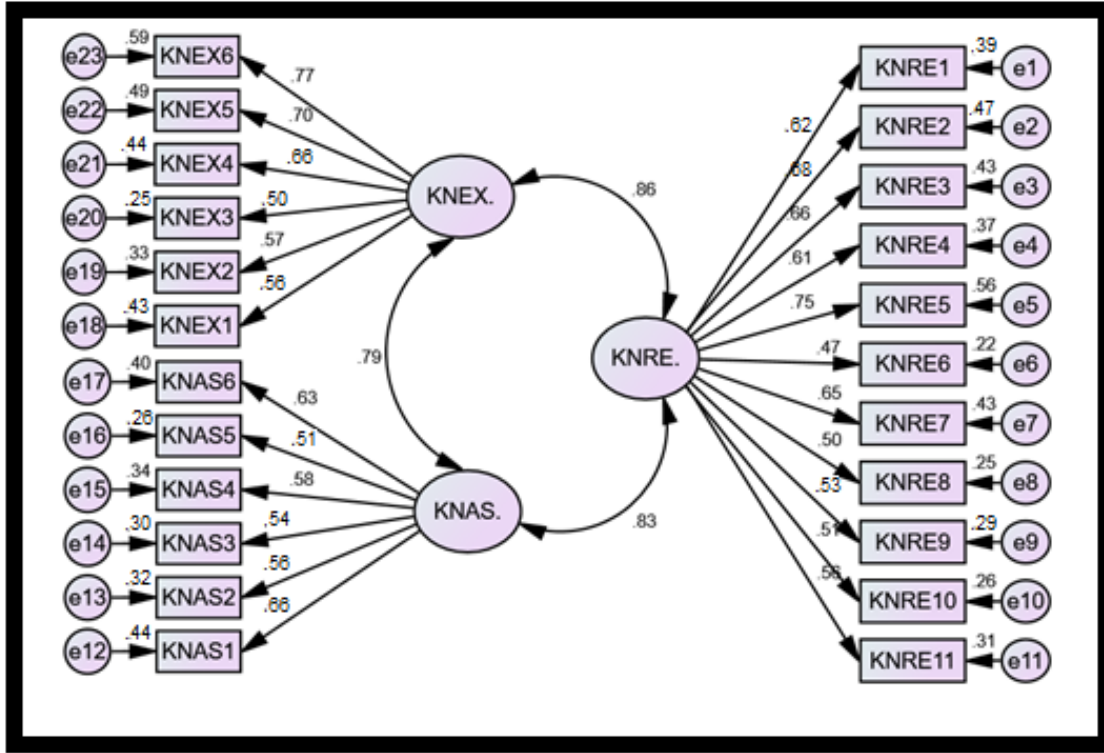 e23 .59 KNEX6 .77
e22 .49 KNEX5 .70
e21 .44 KNEX4 .66
e20 .25 KNEX3 .50
e19 .33 KNEX2 .57
e18 .43 KNEX1 .56
KNEX.
e17 .40 KNAS6 .63
e16 .26 KNAS5 .51
e15 .34 KNAS4 .58
e14 .30 KNAS3 .54
e13 .32 KNAS2 .56
e12 .44 KNAS1 .66
KNAS.
.86
.79
.83
KNRE.
.62 KNRE1 .39 e1
.68 KNRE2 .47 e2
.66 KNRE3 .43 e3
.61 KNRE4 .37 e4
.75 KNRE5 .56 e5
.47 KNRE6 .22 e6
.65 KNRE7 .43 e7
.50 KNRE8 .25 e8
.53 KNRE9 .29 e9
.51 KNRE10 .26 e10
KNRE11 .31 e11